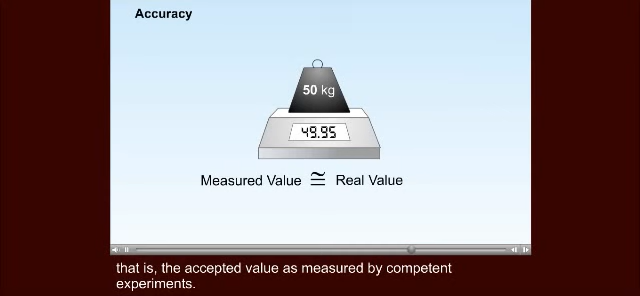 Accuracy
50 kg
49.95
Measured Value ≅ Real Value
that is, the accepted value as measured by competent
experiments.